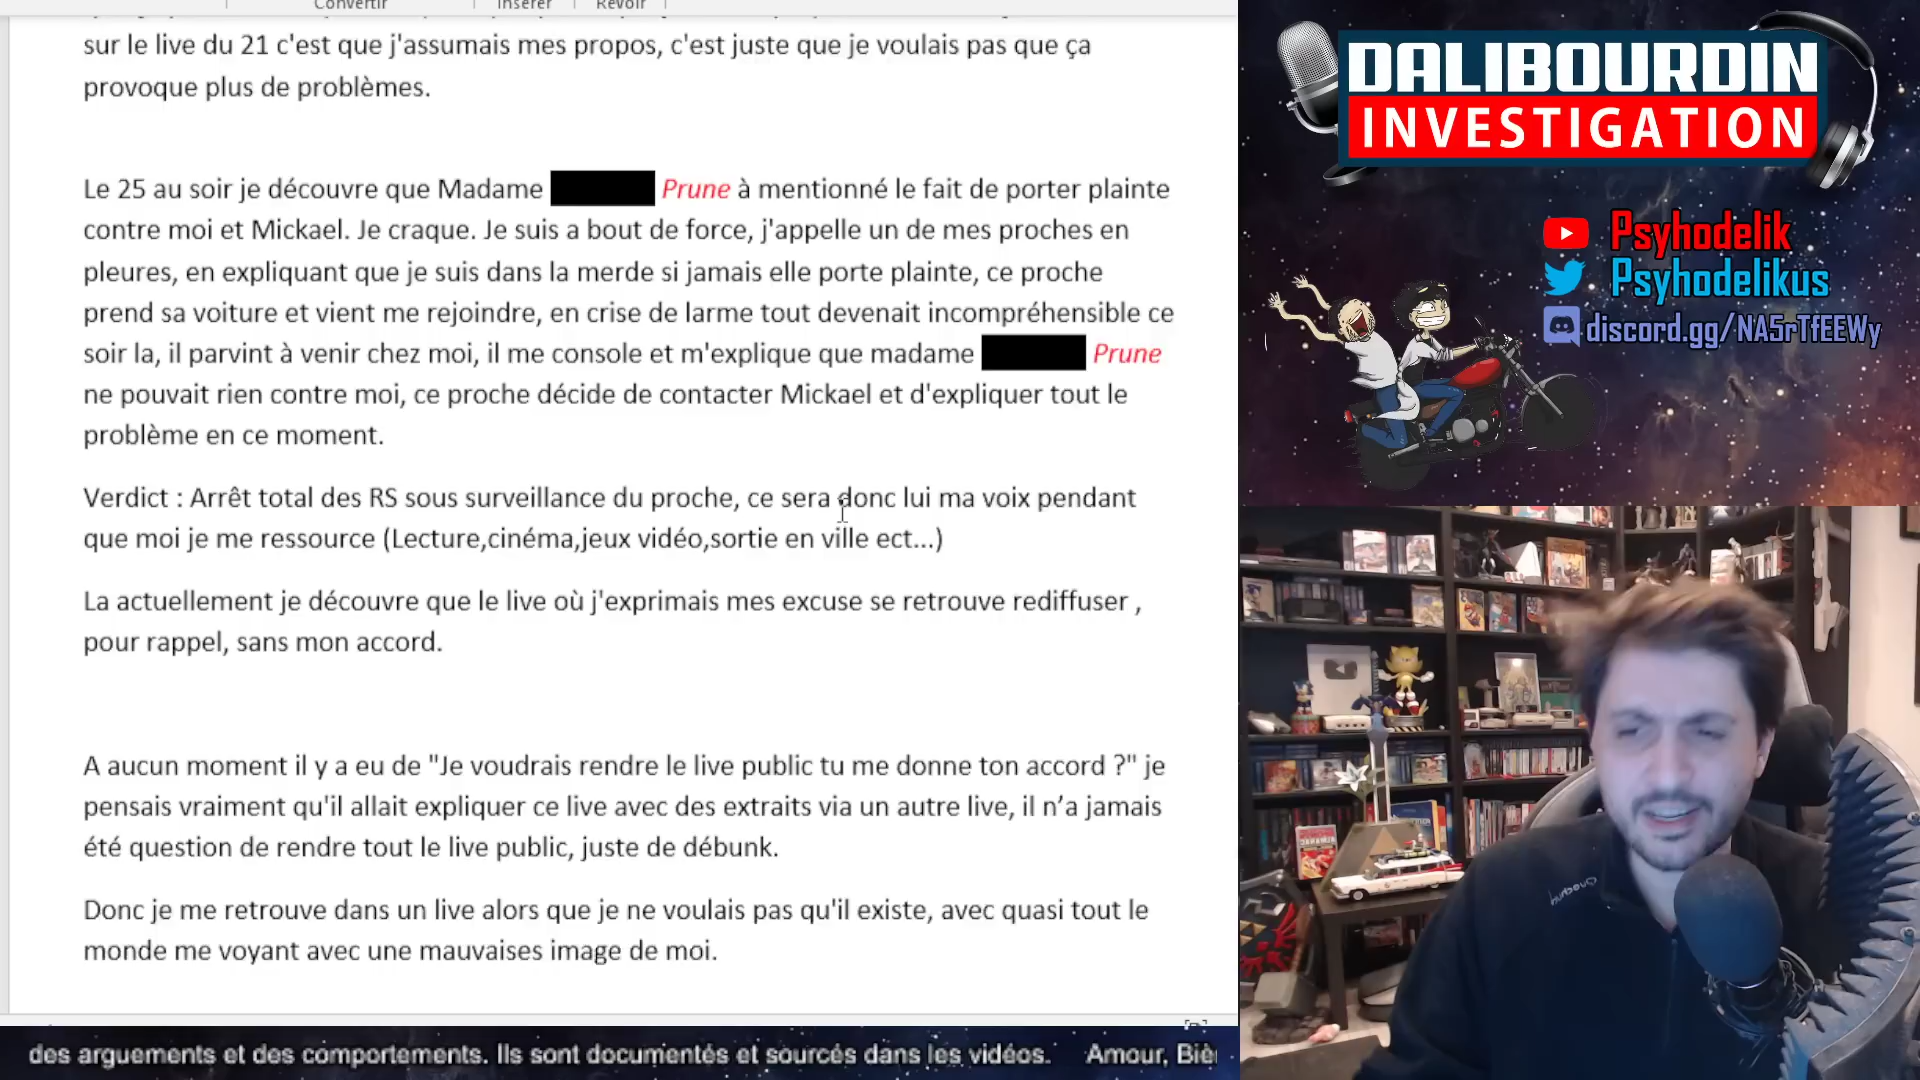 Convertir
Insérer
Revoir
sur le live du 21 c'est que j'assumais mes propos, c'est juste que je voulais pas que ça
provoque plus de problèmes.
Le 25 au soir je découvre que Madame Prune à mentionné le fait de porter plainte
contre moi et Mickael. Je craque. Je suis a bout de force, j'appelle un de mes proches en
pleures, en expliquant que je suis dans la merde si jamais elle porte plainte, ce proche
prend sa voiture et vient me rejoindre, en crise de larme tout devenait incompréhensible ce
soir la, il parvint à venir chez moi, il me console et m'explique que madame Prune
ne pouvait rien contre moi, ce proche décide de contacter Mickael et d'expliquer tout le
problème en ce moment.
Verdict : Arrêt total des RS sous surveillance du proche, ce sera donc lui ma voix pendant
que moi je me ressource (Lecture,cinéma,jeux vidéo,sortie en ville ect...)
La actuellement je découvre que le live où j'exprimais mes excuse se retrouve rediffuser ,
pour rappel, sans mon accord.
A aucun moment il y a eu de "Je voudrais rendre le live public tu me donne ton accord ?" je
pensais vraiment qu'il allait expliquer ce live avec des extraits via un autre live, il n’a jamais
été question de rendre tout le live public, juste de débunk.
Donc je me retrouve dans un live alors que je ne voulais pas qu'il existe, avec quasi tout le
monde me voyant avec une mauvaises image de moi.
des arguements et des comportements. Ils sont documentés et sourcés dans les vidéos. Amour, Biè
DALIBOURDIN
INVESTIGATION
Psyhodelik
Psyhodelikus
discord.gg/NA5rTfEEWy